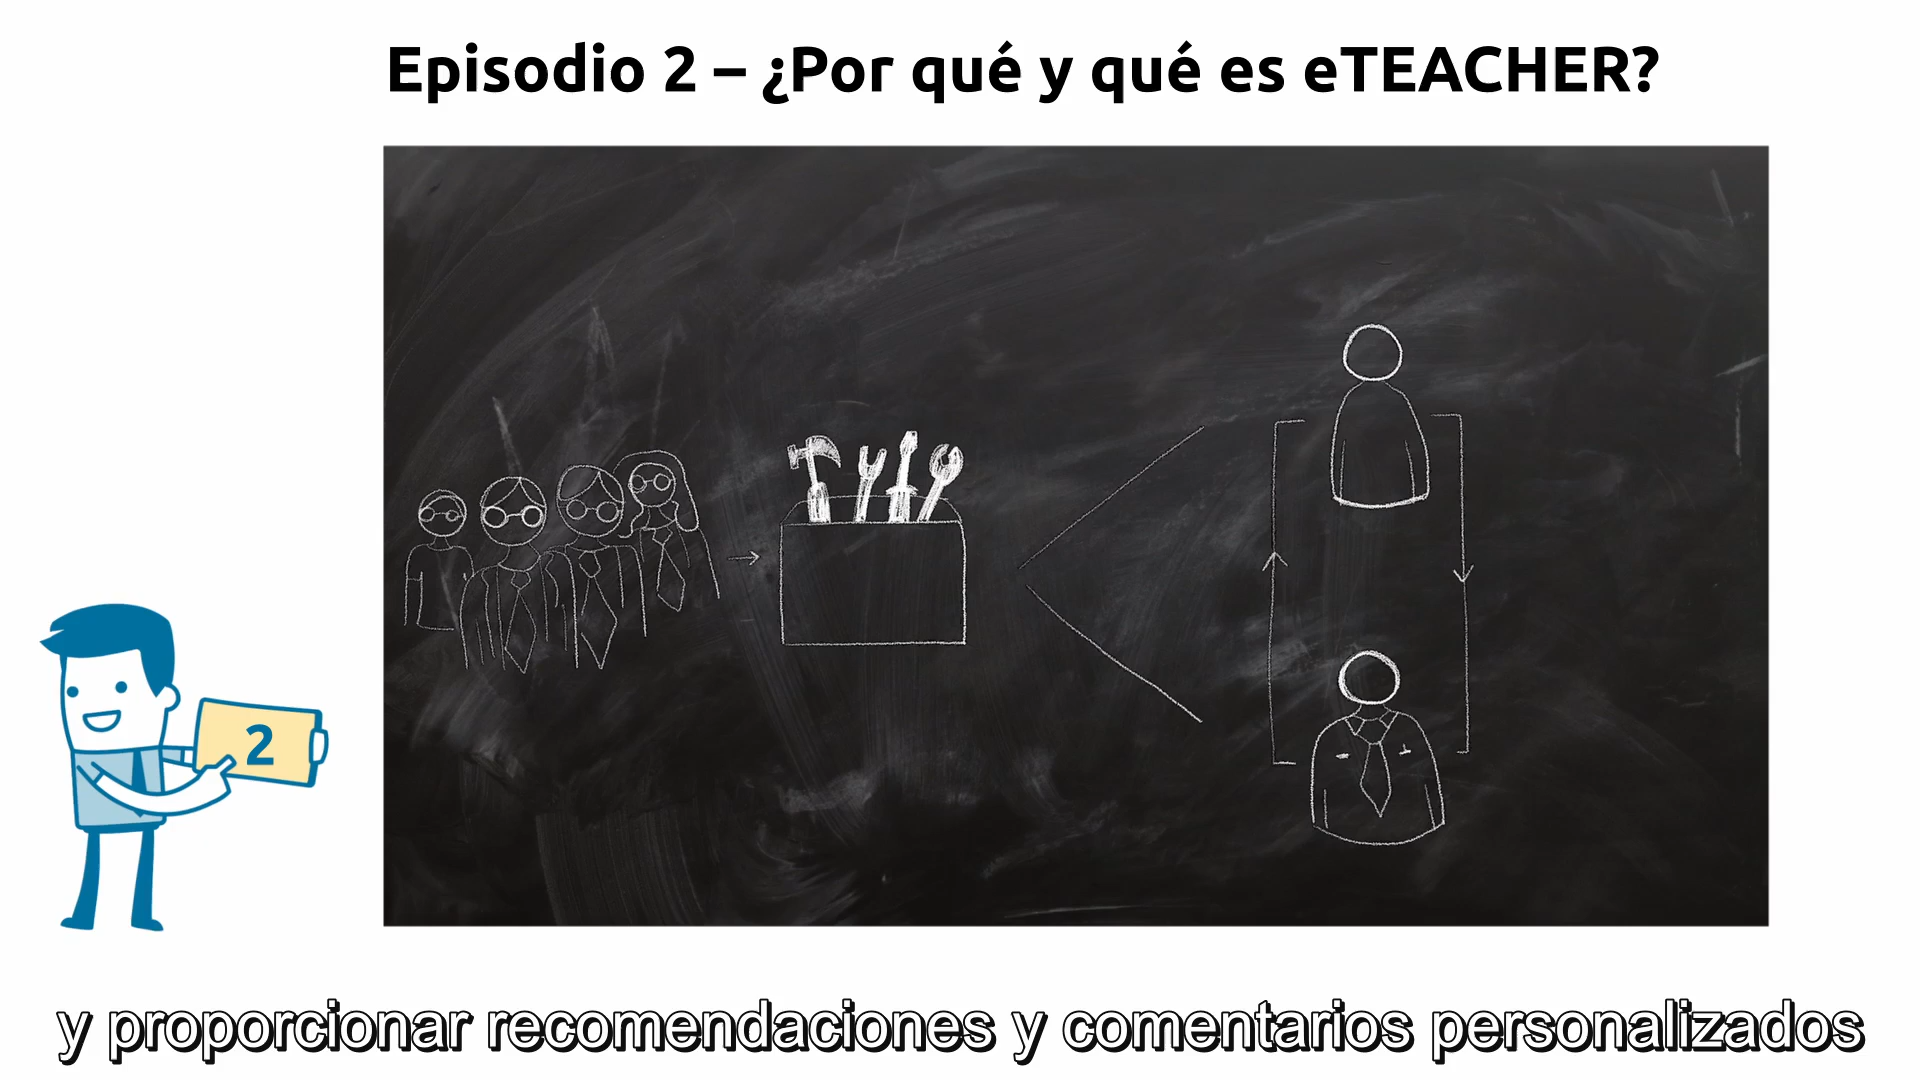 Episodio 2 – ¿Por qué y qué es eTEACHER?
2
y proporcionar recomendaciones y comentarios personalizados